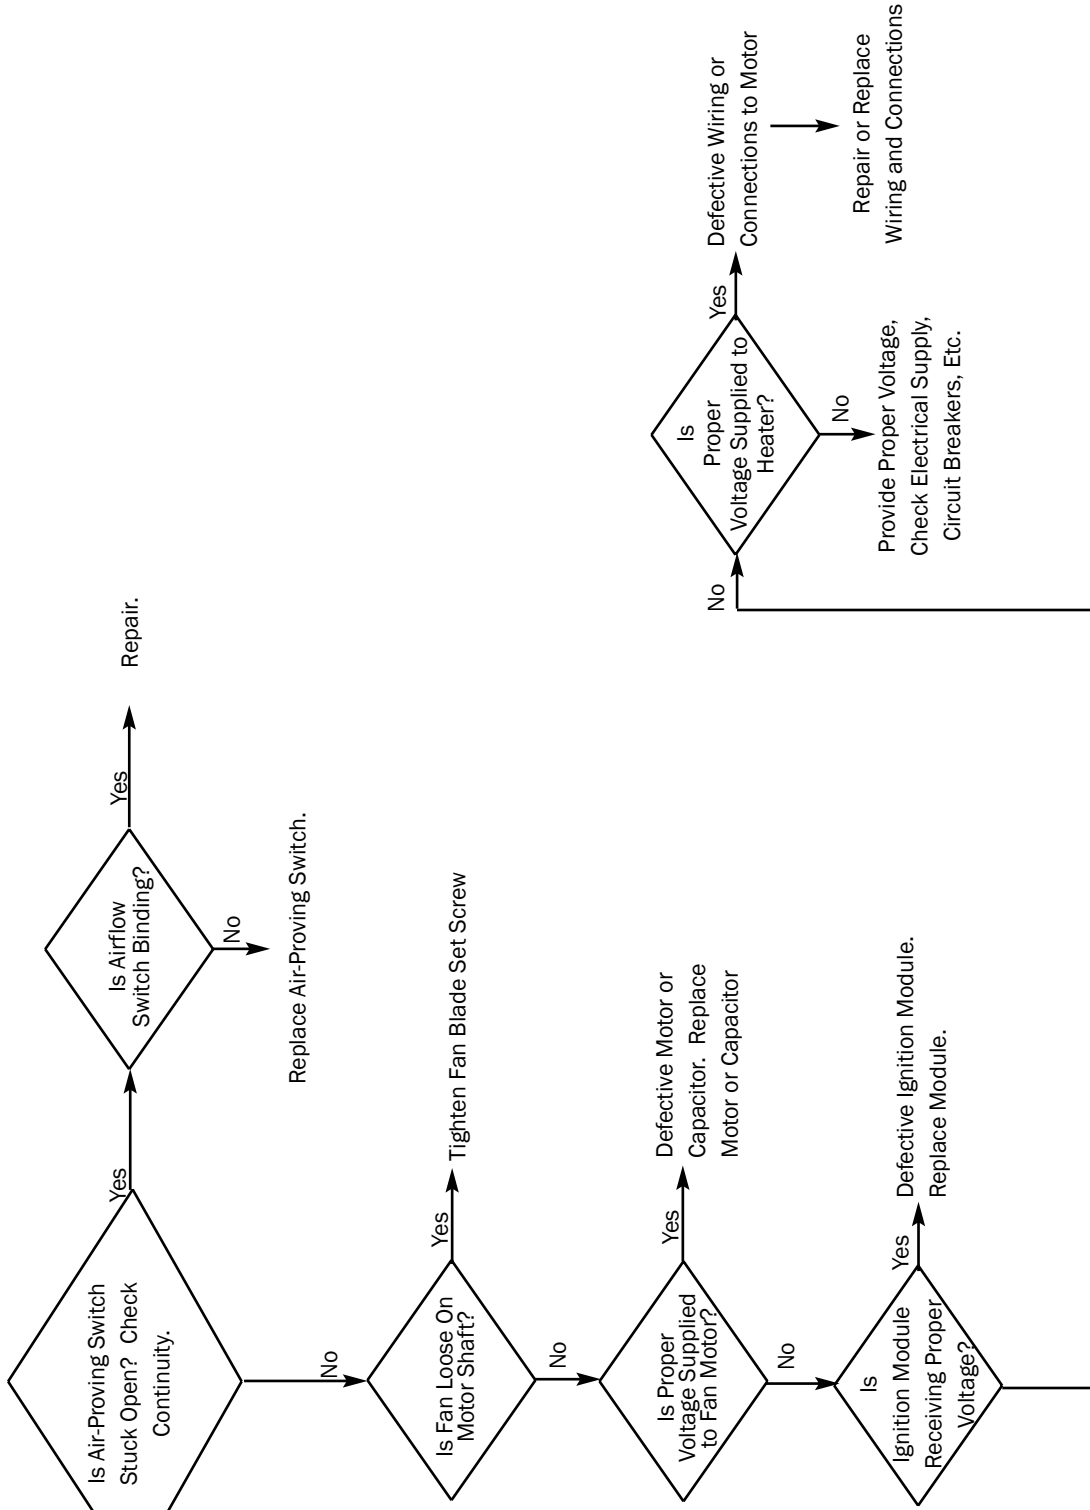 Is Air-Proving Switch
Stuck Open?  Check
Continuity.
Yes
Is Airflow
Switch Binding?
Yes
Repair.
No
Replace Air-Proving Switch.
No
Is Fan Loose On
Motor Shaft?
Yes
Tighten Fan Blade Set Screw
No
Is Proper
Voltage Supplied
to Fan Motor?
Yes
Defective Motor or
Capacitor.  Replace
Motor or Capacitor
No
Is
Ignition Module
Receiving Proper
Voltage?
Yes
Defective Ignition Module.
Replace Module.
No
Is
Proper
Voltage Supplied to
Heater?
Yes
Defective Wiring or
Connections to Motor
Repair or Replace
Wiring and Connections
No
Provide Proper Voltage,
Check Electrical Supply,
Circuit Breakers, Etc.